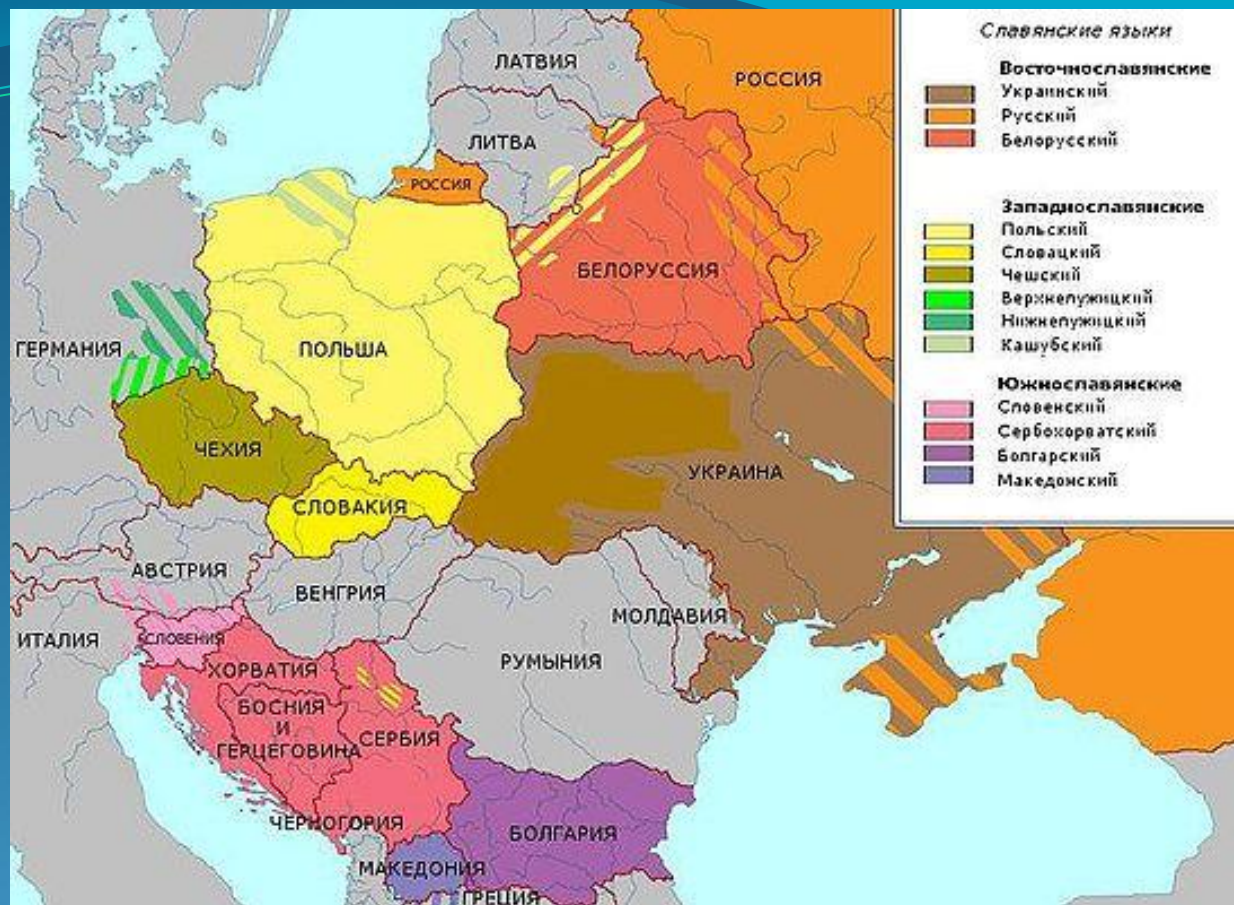 Славянские языки
Восточнославянские
Украинский
Русский
Белорусский
Западнославянские
Польский
Словацкий
Чешский
Верхнелужицкий
Нижнелужицкий
Кашубский
Южнославянские
Словенский
Сербохорватский
Болгарский
Македонский
ЛАТВИЯ
РОССИЯ
ЛИТВА
РОССИЯ
БЕЛОРУССИЯ
ГЕРМАНИЯ
ПОЛЬША
ЧЕХИЯ
УКРАИНА
СЛОВАКИЯ
АВСТРИЯ
ВЕНГРИЯ
МОЛДАВИЯ
ИТАЛИЯ
СЛОВЕНИЯ
РУМЫНИЯ
ХОРВАТИЯ
БОСНИЯ
И
ГЕРЦЕГОВИНА
СЕРБИЯ
ЧЕРНОГОРИЯ
БОЛГАРИЯ
МАКЕДОНИЯ
ГРЕЦИЯ